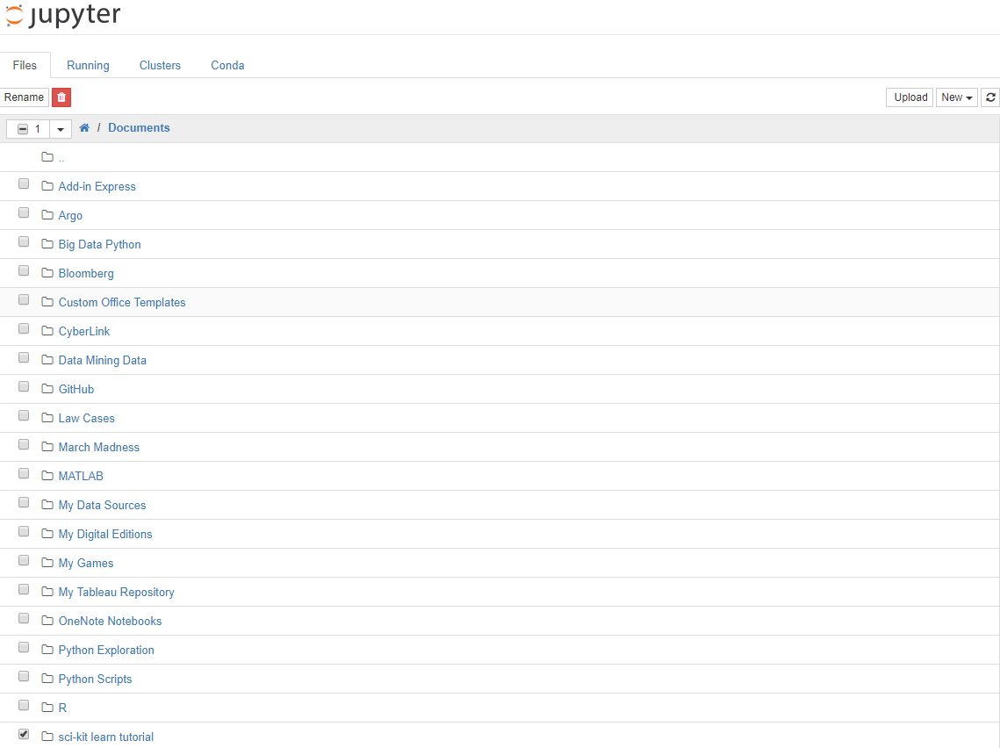 jupyter
Files Running Clusters Conda
Rename Upload New
1 / Documents
..
Add-in Express
Argo
Big Data Python
Bloomberg
Custom Office Templates
CyberLink
Data Mining Data
GitHub
Law Cases
March Madness
MATLAB
My Data Sources
My Digital Editions
My Games
My Tableau Repository
OneNote Notebooks
Python Exploration
Python Scripts
R
sci-kit learn tutorial